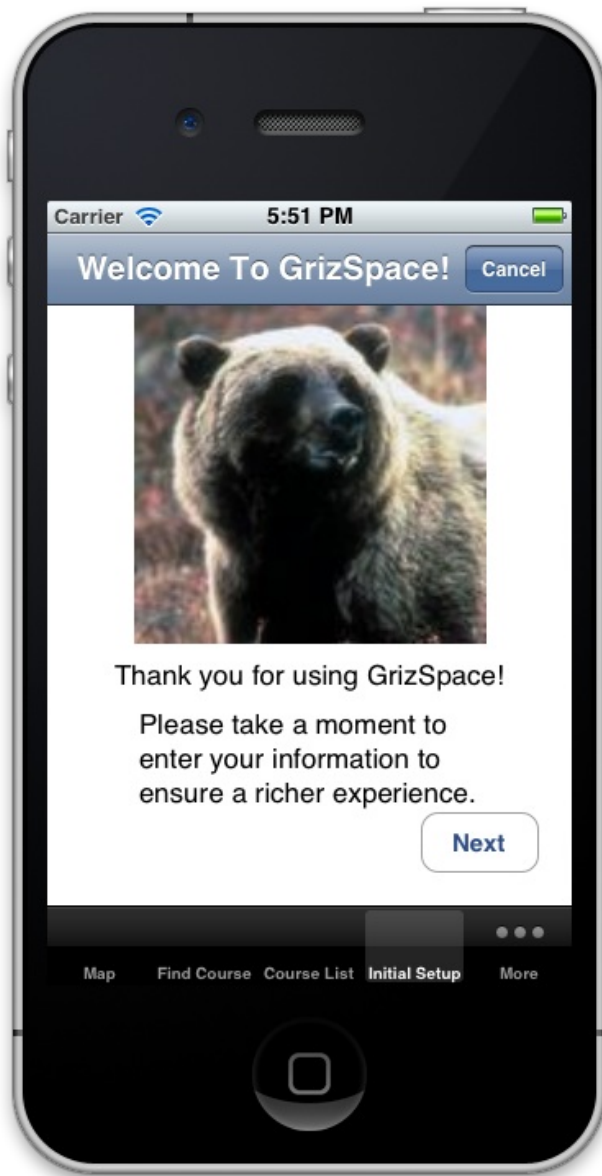 Carrier 5:51 PM
Welcome To GrizSpace! Cancel
Thank you for using GrizSpace!
Please take a moment to
enter your information to
ensure a richer experience.
Next
Map Find Course Course List Initial Setup More